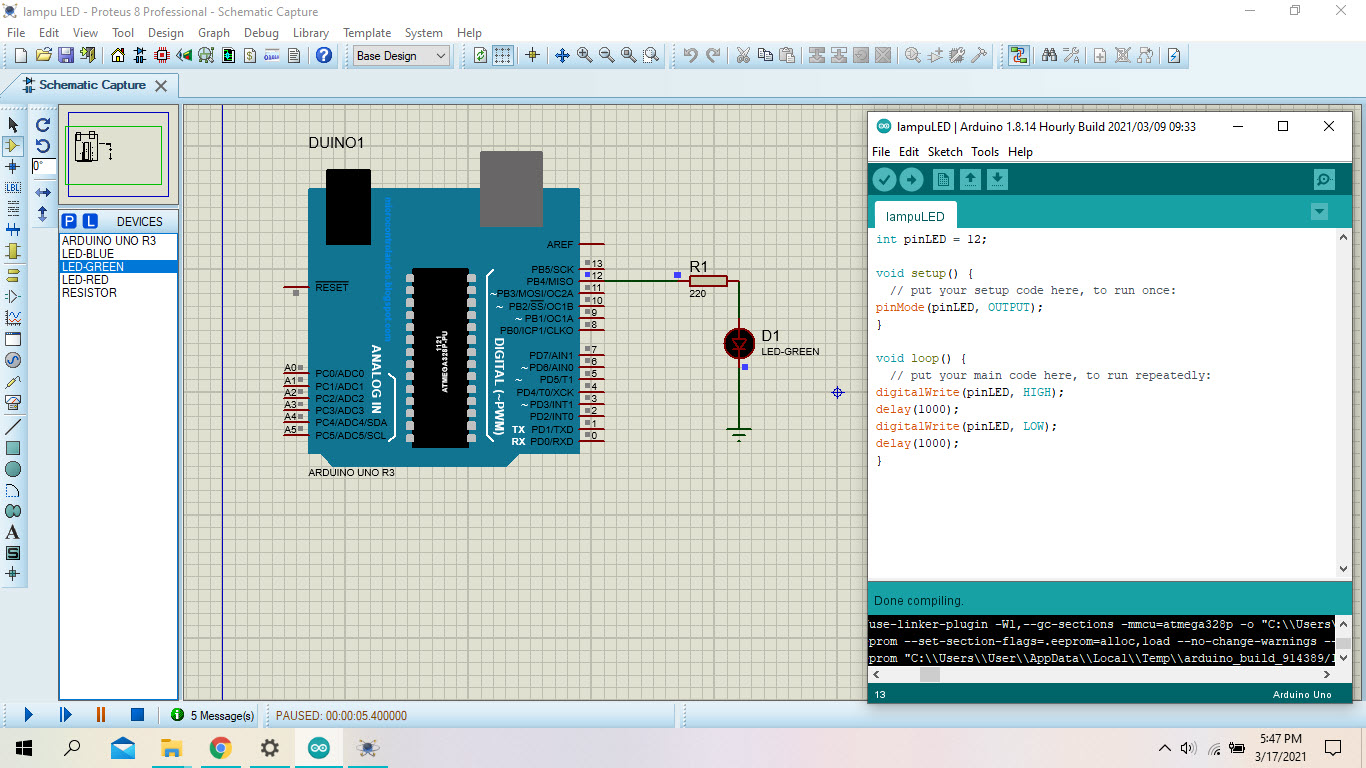 lampu LED - Proteus 8 Professional - Schematic Capture
File Edit View Tool Design Graph Debug Library Template System Help
Base Design
Schematic Capture
0°
LBL
P L DEVICES
ARDUINO UNO R3
LED-BLUE
LED-GREEN
LED-RED
RESISTOR
A
S
DUINO1
microcontrolandos.blogspot.com
RESET
A0 PC0/ADC0
A1 PC1/ADC1
A2 PC2/ADC2
A3 PC3/ADC3
A4 PC4/ADC4/SDA
A5 PC5/ADC5/SCL
ANALOG IN
ATMEGA328P-PU
1121
DIGITAL (~PWM)
AREF
PB5/SCK 13
PB4/MISO 12
~PB3/MOSI/OC2A 11
~ PB2/SS/OC1B 10
~ PB1/OC1A 9
PB0/ICP1/CLKO 8
PD7/AIN1 7
~ PD6/AIN0 6
~ PD5/T1 5
PD4/T0/XCK 4
~ PD3/INT1 3
PD2/INT0 2
TX PD1/TXD 1
RX PD0/RXD 0
ARDUINO UNO R3
R1
220
D1
LED-GREEN
lampuLED | Arduino 1.8.14 Hourly Build 2021/03/09 09:33
File Edit Sketch Tools Help
lampuLED
int pinLED = 12;
void setup() {
// put your setup code here, to run once:
pinMode(pinLED, OUTPUT);
}
void loop() {
// put your main code here, to run repeatedly:
digitalWrite(pinLED, HIGH);
delay(1000);
digitalWrite(pinLED, LOW);
delay(1000);
}
Done compiling.
use-linker-plugin -Wl,--gc-sections -mmcu=atmega328p -o "C:\\Users\
prom --set-section-flags=.eeprom=alloc,load --no-change-warnings --
prom "C:\\Users\\User\\AppData\\Local\\Temp\\arduino_build_914389/
13 Arduino Uno
5 Message(s) PAUSED: 00:00:05.400000
5:47 PM
3/17/2021